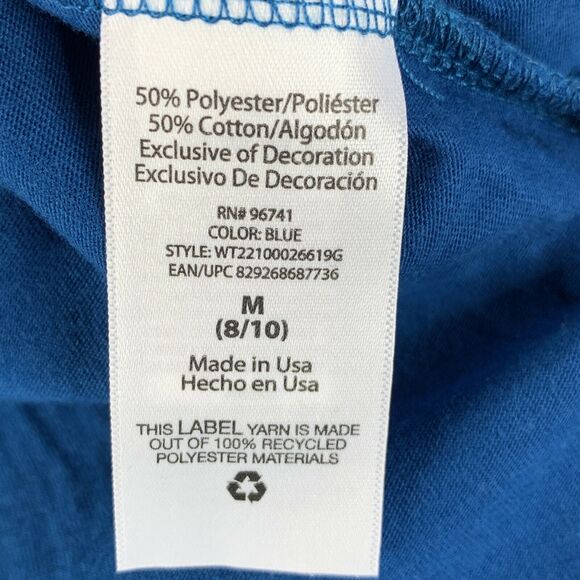 50% Polyester/Poliéster
50% Cotton/Algodón
Exclusive of Decoration
Exclusivo De Decoración
RN# 96741
COLOR: BLUE
STYLE: WT22100026619G
EAN/UPC 829268687736
M
(8/10)
Made in Usa
Hecho en Usa
THIS LABEL YARN IS MADE
OUT OF 100% RECYCLED
POLYESTER MATERIALS